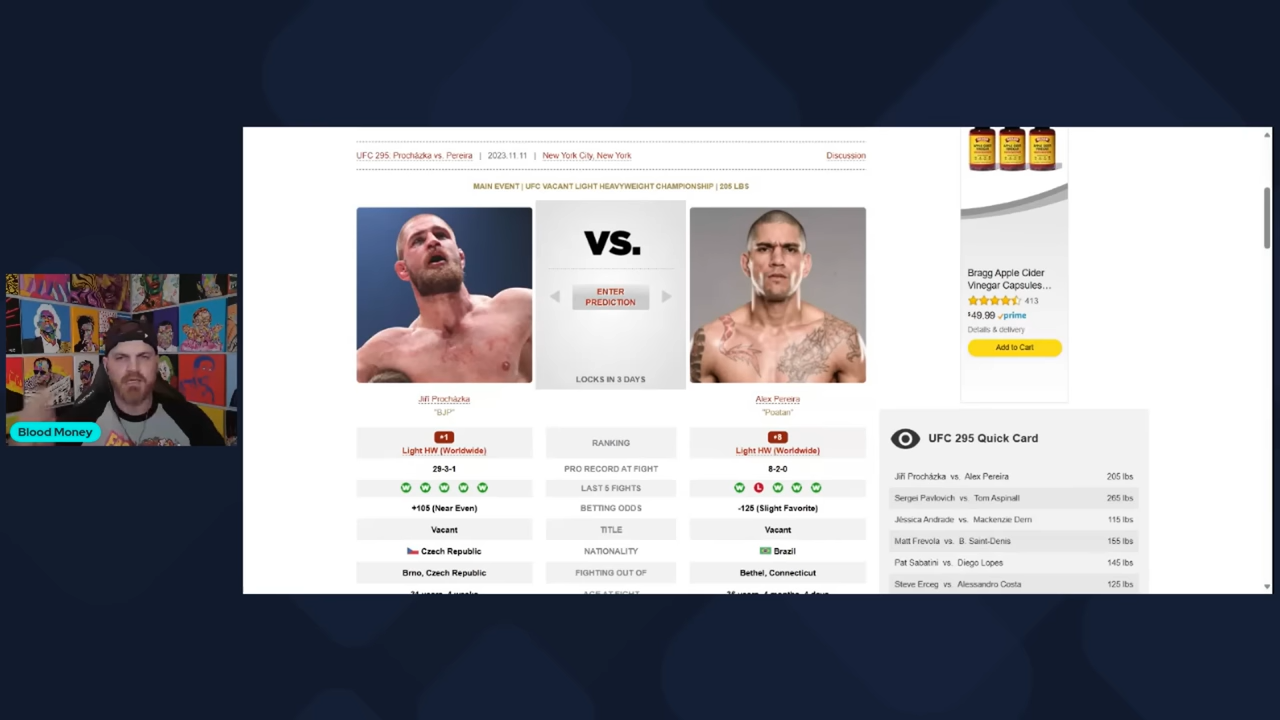 UFC 295: Procházka vs. Pereira | 2023.11.11 | New York City, New York
Discussion
MAIN EVENT | UFC VACANT LIGHT HEAVYWEIGHT CHAMPIONSHIP | 205 LBS
VS.
ENTER
PREDICTION
LOCKS IN 3 DAYS
Jiří Procházka
Alex Pereira
"BJP"
"Poatan"
Light HW (Worldwide)
RANKING
Light HW (Worldwide)
29-3-1
PRO RECORD AT FIGHT
8-2-0
W W W W W
LAST 5 FIGHTS
W L W W W
+105 (Near Even)
BETTING ODDS
-125 (Slight Favorite)
Vacant
TITLE
Vacant
Czech Republic
NATIONALITY
Brazil
Brno, Czech Republic
FIGHTING OUT OF
Bethel, Connecticut
Bragg Apple Cider
Vinegar Capsules...
413
$49.99 prime
Details & delivery
Add to Cart
UFC 295 Quick Card
Jiří Procházka vs. Alex Pereira 205 lbs
Sergei Pavlovich vs. Tom Aspinall 265 lbs
Jéssica Andrade vs. Mackenzie Dern 115 lbs
Matt Frevola vs. B. Saint-Denis 155 lbs
Pat Sabatini vs. Diego Lopes 145 lbs
Steve Erceg vs. Alessandro Costa 125 lbs
Blood Money